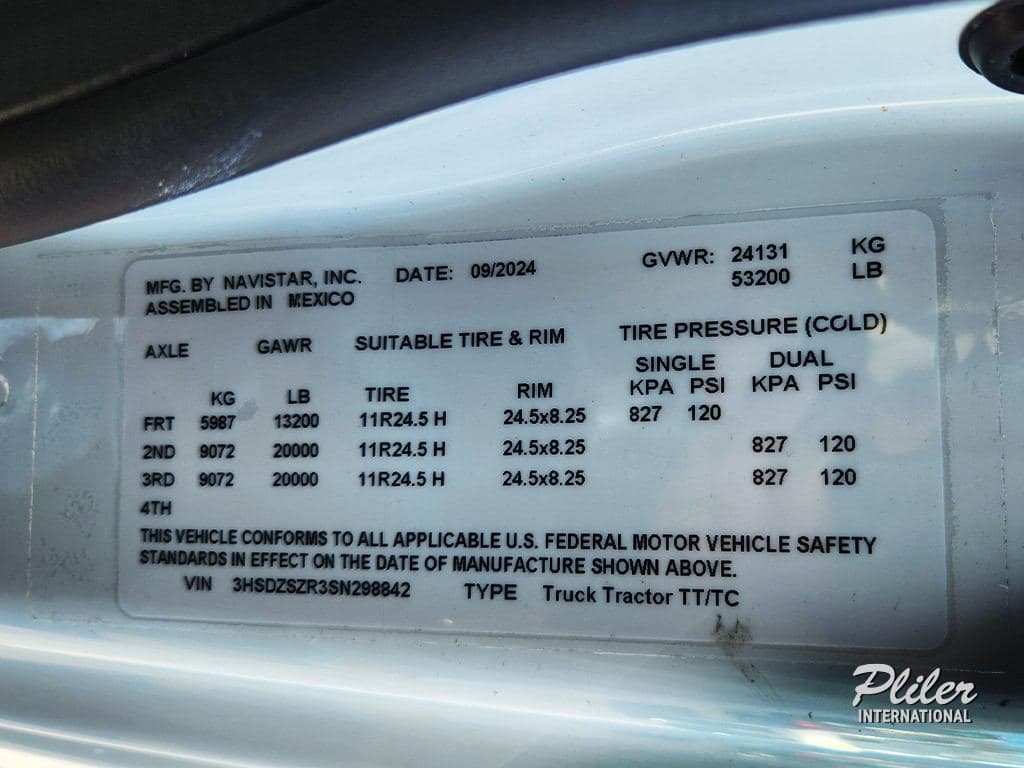 MFG. BY NAVISTAR, INC. DATE: 09/2024 GVWR: 24131 KG
ASSEMBLED IN MEXICO 53200 LB
AXLE GAWR SUITABLE TIRE & RIM TIRE PRESSURE (COLD)
SINGLE DUAL
KG LB TIRE RIM KPA PSI KPA PSI
FRT 5987 13200 11R24.5 H 24.5x8.25 827 120
2ND 9072 20000 11R24.5 H 24.5x8.25 827 120
3RD 9072 20000 11R24.5 H 24.5x8.25 827 120
4TH
THIS VEHICLE CONFORMS TO ALL APPLICABLE U.S. FEDERAL MOTOR VEHICLE SAFETY
STANDARDS IN EFFECT ON THE DATE OF MANUFACTURE SHOWN ABOVE.
VIN 3HSDZSZR3SN298842 TYPE Truck Tractor TT/TC
Pliler
INTERNATIONAL